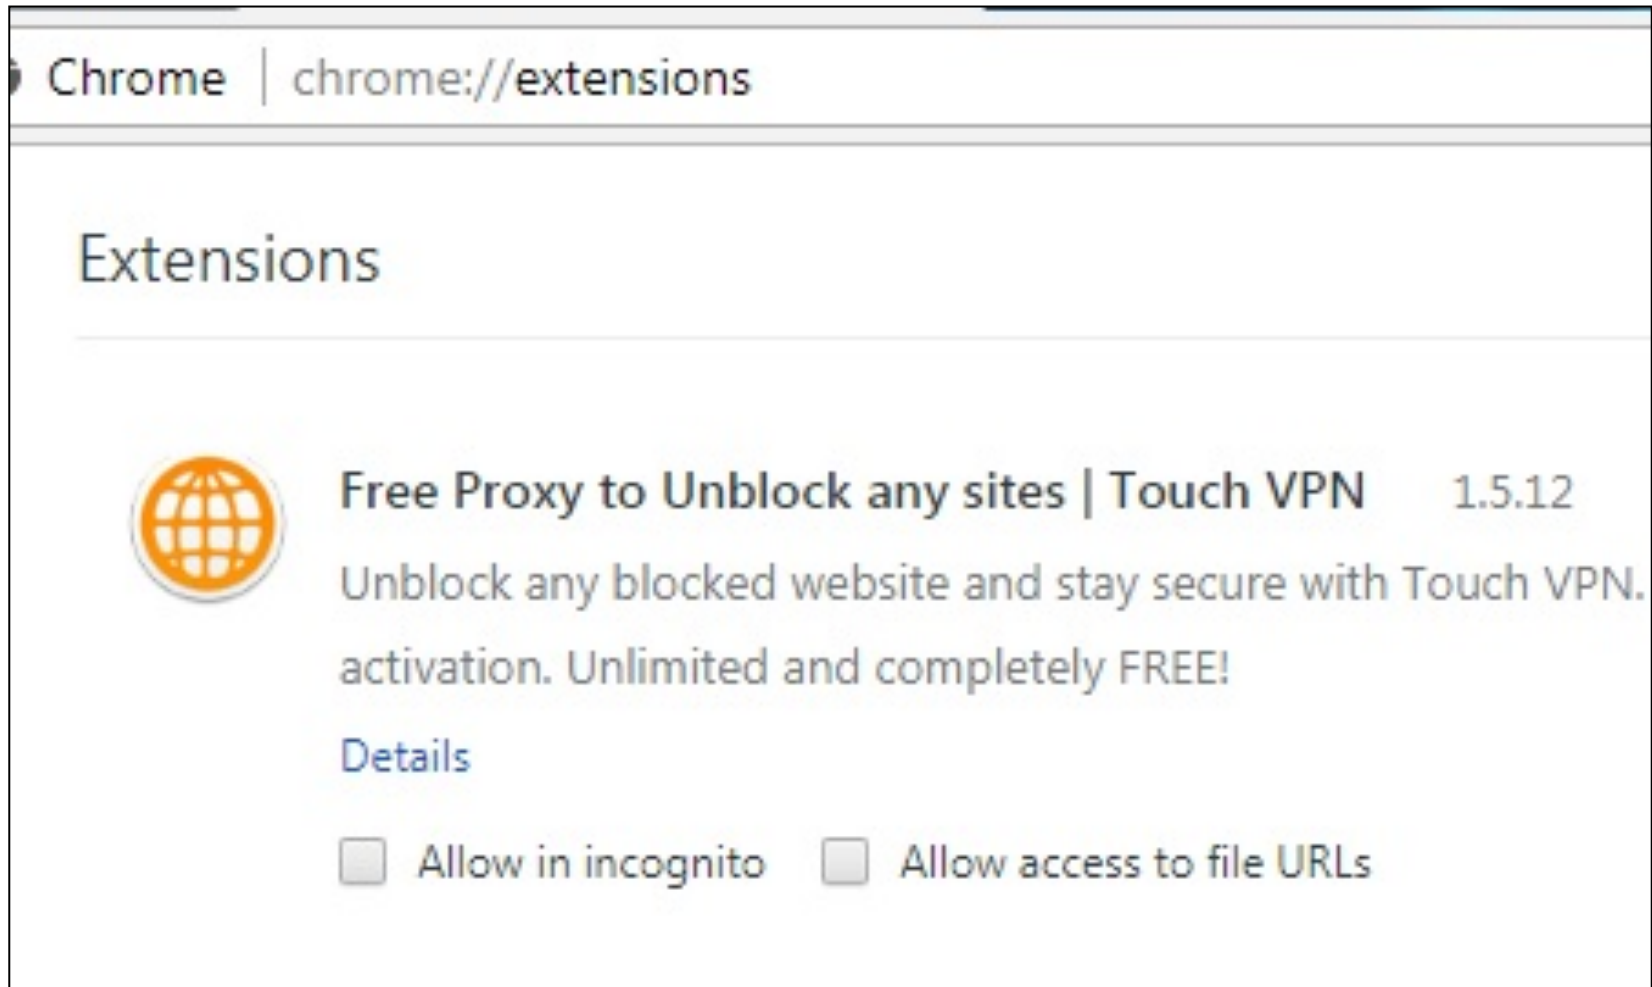 Chrome | chrome://extensions
Extensions
Free Proxy to Unblock any sites | Touch VPN 1.5.12
Unblock any blocked website and stay secure with Touch VPN.
activation. Unlimited and completely FREE!
Details
Allow in incognito Allow access to file URLs